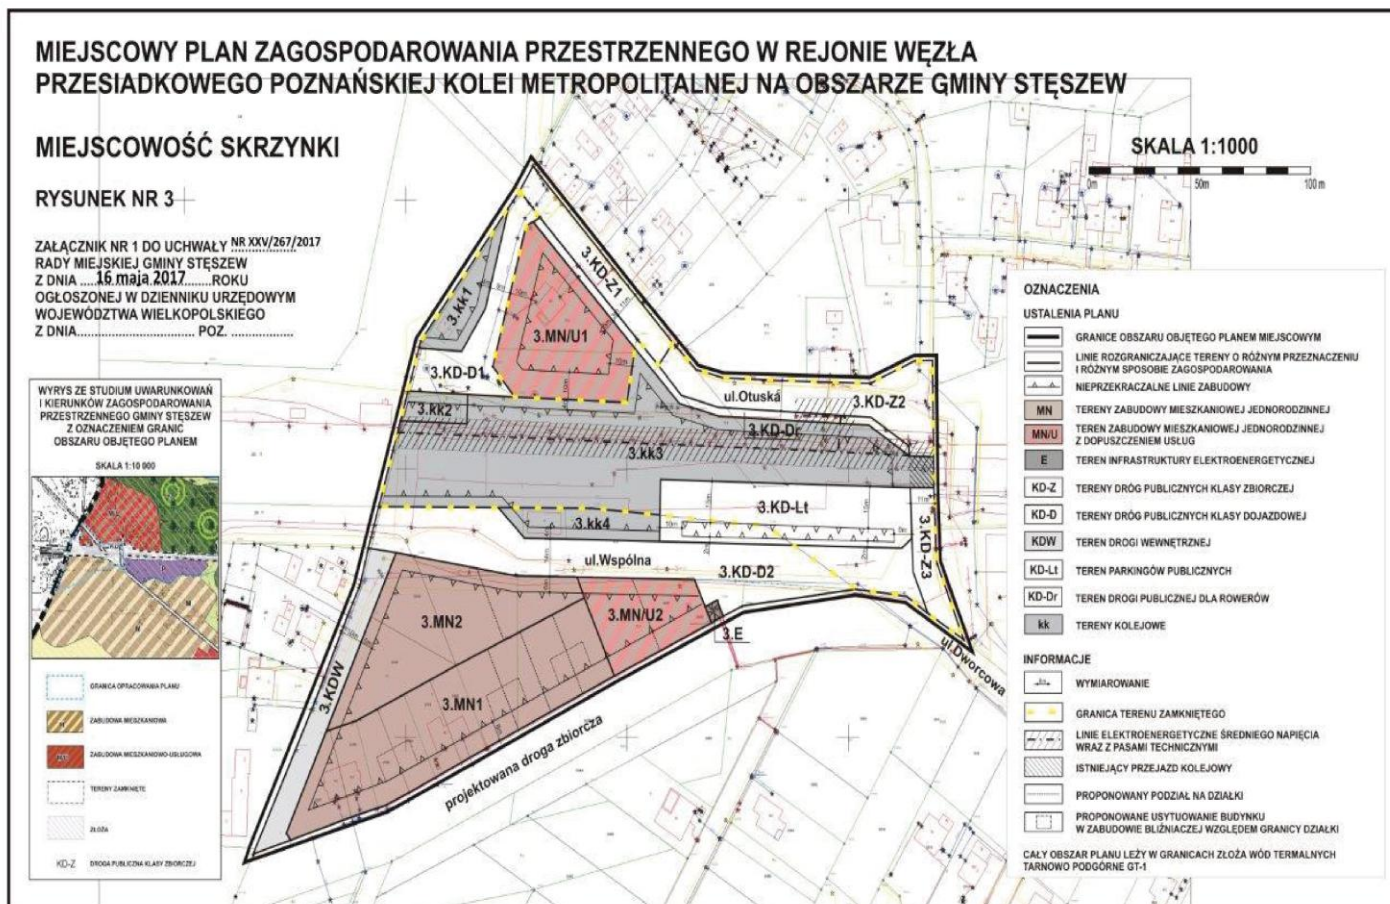 MIEJSCOWY PLAN ZAGOSPODAROWANIA PRZESTRZENNEGO W REJONIE WĘZŁA
PRZESIADKOWEGO POZNAŃSKIEJ KOLEI METROPOLITALNEJ NA OBSZARZE GMINY STĘSZEW
MIEJSCOWOŚĆ SKRZYNKI
RYSUNEK NR 3
ZAŁĄCZNIK NR 1 DO UCHWAŁY NR XXV/267/2017
RADY MIEJSKIEJ GMINY STĘSZEW
Z DNIA ...16 maja 2017......ROKU
OGŁOSZONEJ W DZIENNIKU URZĘDOWYM
WOJEWÓDZTWA WIELKOPOLSKIEGO
Z DNIA.......................... POZ. ..............
SKALA 1:1000
0m 50m 100 m
WYRYS ZE STUDIUM UWARUNKOWAŃ
I KIERUNKÓW ZAGOSPODAROWANIA
PRZESTRZENNEGO GMINY STĘSZEW
Z OZNACZENIEM GRANIC
OBSZARU OBJĘTEGO PLANEM
SKALA 1:10 000
GRANICA OPRACOWANIA PLANU
N ZABUDOWA MIESZKANIOWA
ZABUDOWA MIESZKANIOWO-USŁUGOWA
TERENY ZAMKNIĘTE
ZŁOŻA
KD-Z DROGA PUBLICZNA KLASY ZBIORCZEJ
3.kk1
3.KD-Z1
3.MN/U1
3.KD-D1
3.kk2
ul.Otuska
3.KD-Z2
3.KD-Dr
3.kk3
3.KD-Lt
3.kk4
ul.Wspólna
3.KD-D2
3.KD-Z3
3.MN2
3.MN/U2
3.E
ul.Dworcowa
3.KDW
3.MN1
projektowana droga zbiorcza
OZNACZENIA
USTALENIA PLANU
GRANICE OBSZARU OBJĘTEGO PLANEM MIEJSCOWYM
LINIE ROZGRANICZAJĄCE TERENY O RÓŻNYM PRZEZNACZENIU
I RÓŻNYM SPOSOBIE ZAGOSPODAROWANIA
NIEPRZEKRACZALNE LINIE ZABUDOWY
MN TERENY ZABUDOWY MIESZKANIOWEJ JEDNORODZINNEJ
MN/U TEREN ZABUDOWY MIESZKANIOWEJ JEDNORODZINNEJ
Z DOPUSZCZENIEM USŁUG
E TEREN INFRASTRUKTURY ELEKTROENERGETYCZNEJ
KD-Z TERENY DRÓG PUBLICZNYCH KLASY ZBIORCZEJ
KD-D TERENY DRÓG PUBLICZNYCH KLASY DOJAZDOWEJ
KDW TEREN DROGI WEWNĘTRZNEJ
KD-Lt TEREN PARKINGÓW PUBLICZNYCH
KD-Dr TEREN DROGI PUBLICZNEJ DLA ROWERÓW
kk TERENY KOLEJOWE
INFORMACJE
WYMIAROWANIE
GRANICA TERENU ZAMKNIĘTEGO
LINIE ELEKTROENERGETYCZNE ŚREDNIEGO NAPIĘCIA
WRAZ Z PASAMI TECHNICZNYMI
ISTNIEJĄCY PRZEJAZD KOLEJOWY
PROPONOWANY PODZIAŁ NA DZIAŁKI
PROPONOWANE USYTUOWANIE BUDYNKU
W ZABUDOWIE BLIŹNIACZEJ WZGLĘDEM GRANICY DZIAŁKI
CAŁY OBSZAR PLANU LEŻY W GRANICACH ZŁOŻA WÓD TERMALNYCH
TARNOWO PODGÓRNE GT-1